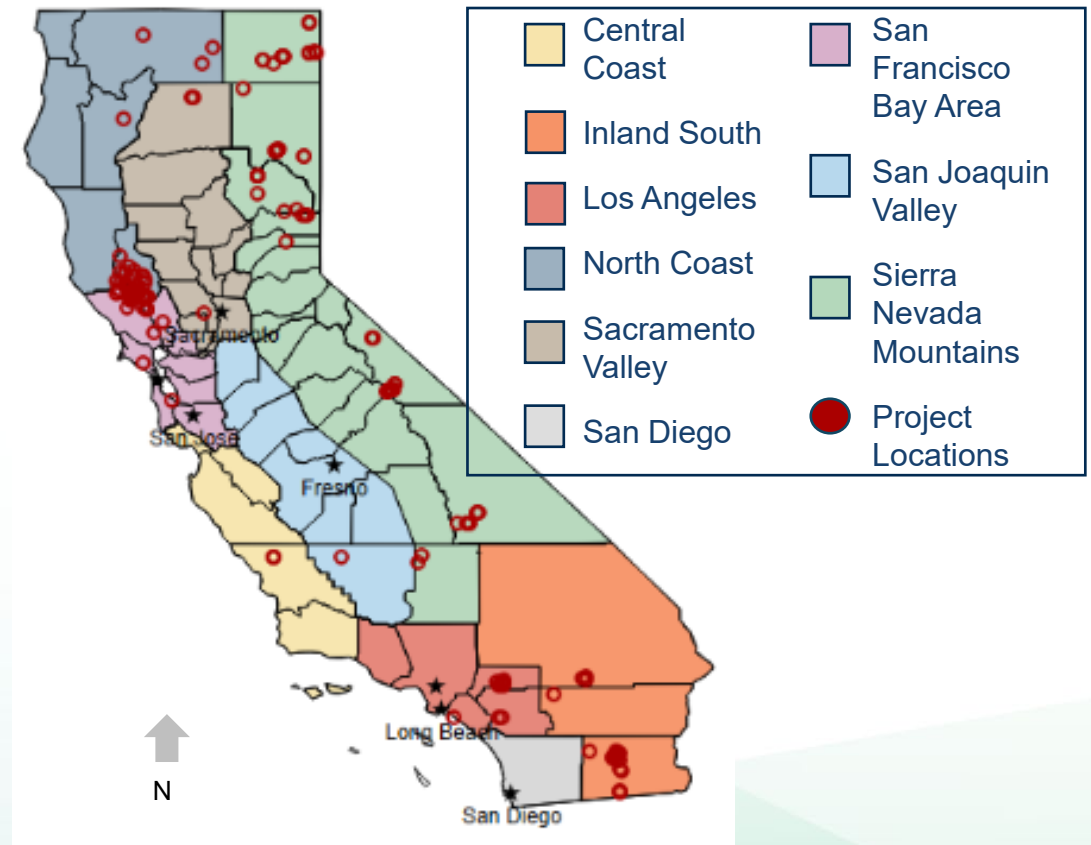 Central
Coast
Inland South
Los Angeles
North Coast
Sacramento
Valley
San Diego
San
Francisco
Bay Area
San Joaquin
Valley
Sierra
Nevada
Mountains
Project
Locations
Sacramento
San Jose
Fresno
Long Beach
San Diego
N